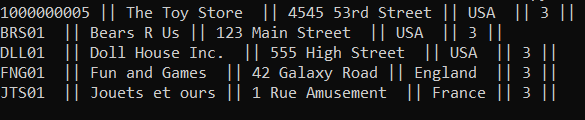 1000000005 || The Toy Store  || 4545 53rd Street || USA  || 3 ||
BRS01  || Bears R Us || 123 Main Street  || USA  || 3 ||
DLL01  || Doll House Inc.  || 555 High Street  || USA  || 3 ||
FNG01  || Fun and Games  || 42 Galaxy Road || England  || 3 ||
JTS01  || Jouets et ours || 1 Rue Amusement  || France || 3 ||